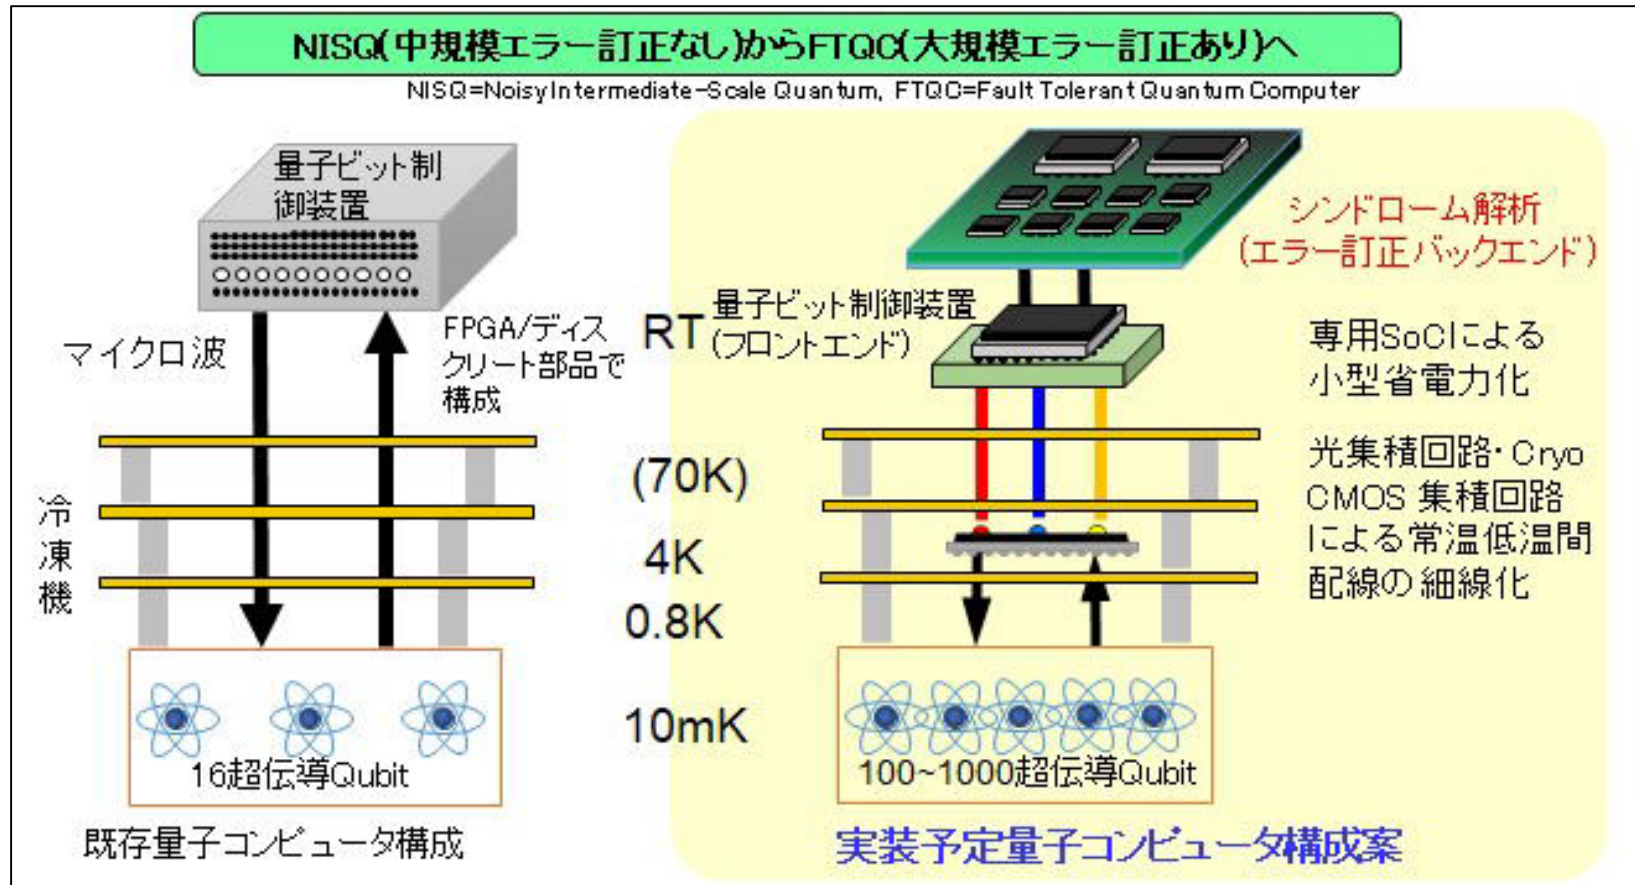 NISQ(中規模エラー訂正なし)からFTQC(大規模エラー訂正あり)へ
NISQ=Noisy Intermediate-Scale Quantum, FTQC=Fault Tolerant Quantum Computer
量子ビット制
御装置
マイクロ波
FPGA/ディス
クリート部品で
構成
冷
凍
機
16超伝導Qubit
既存量子コンピュータ構成
RT
(70K)
4K
0.8K
10mK
シンドローム解析
(エラー訂正バックエンド)
量子ビット制御装置
(フロントエンド)
専用SoCによる
小型省電力化
光集積回路・Cryo
CMOS 集積回路
による常温低温間
配線の細線化
100~1000超伝導Qubit
実装予定量子コンピュータ構成案